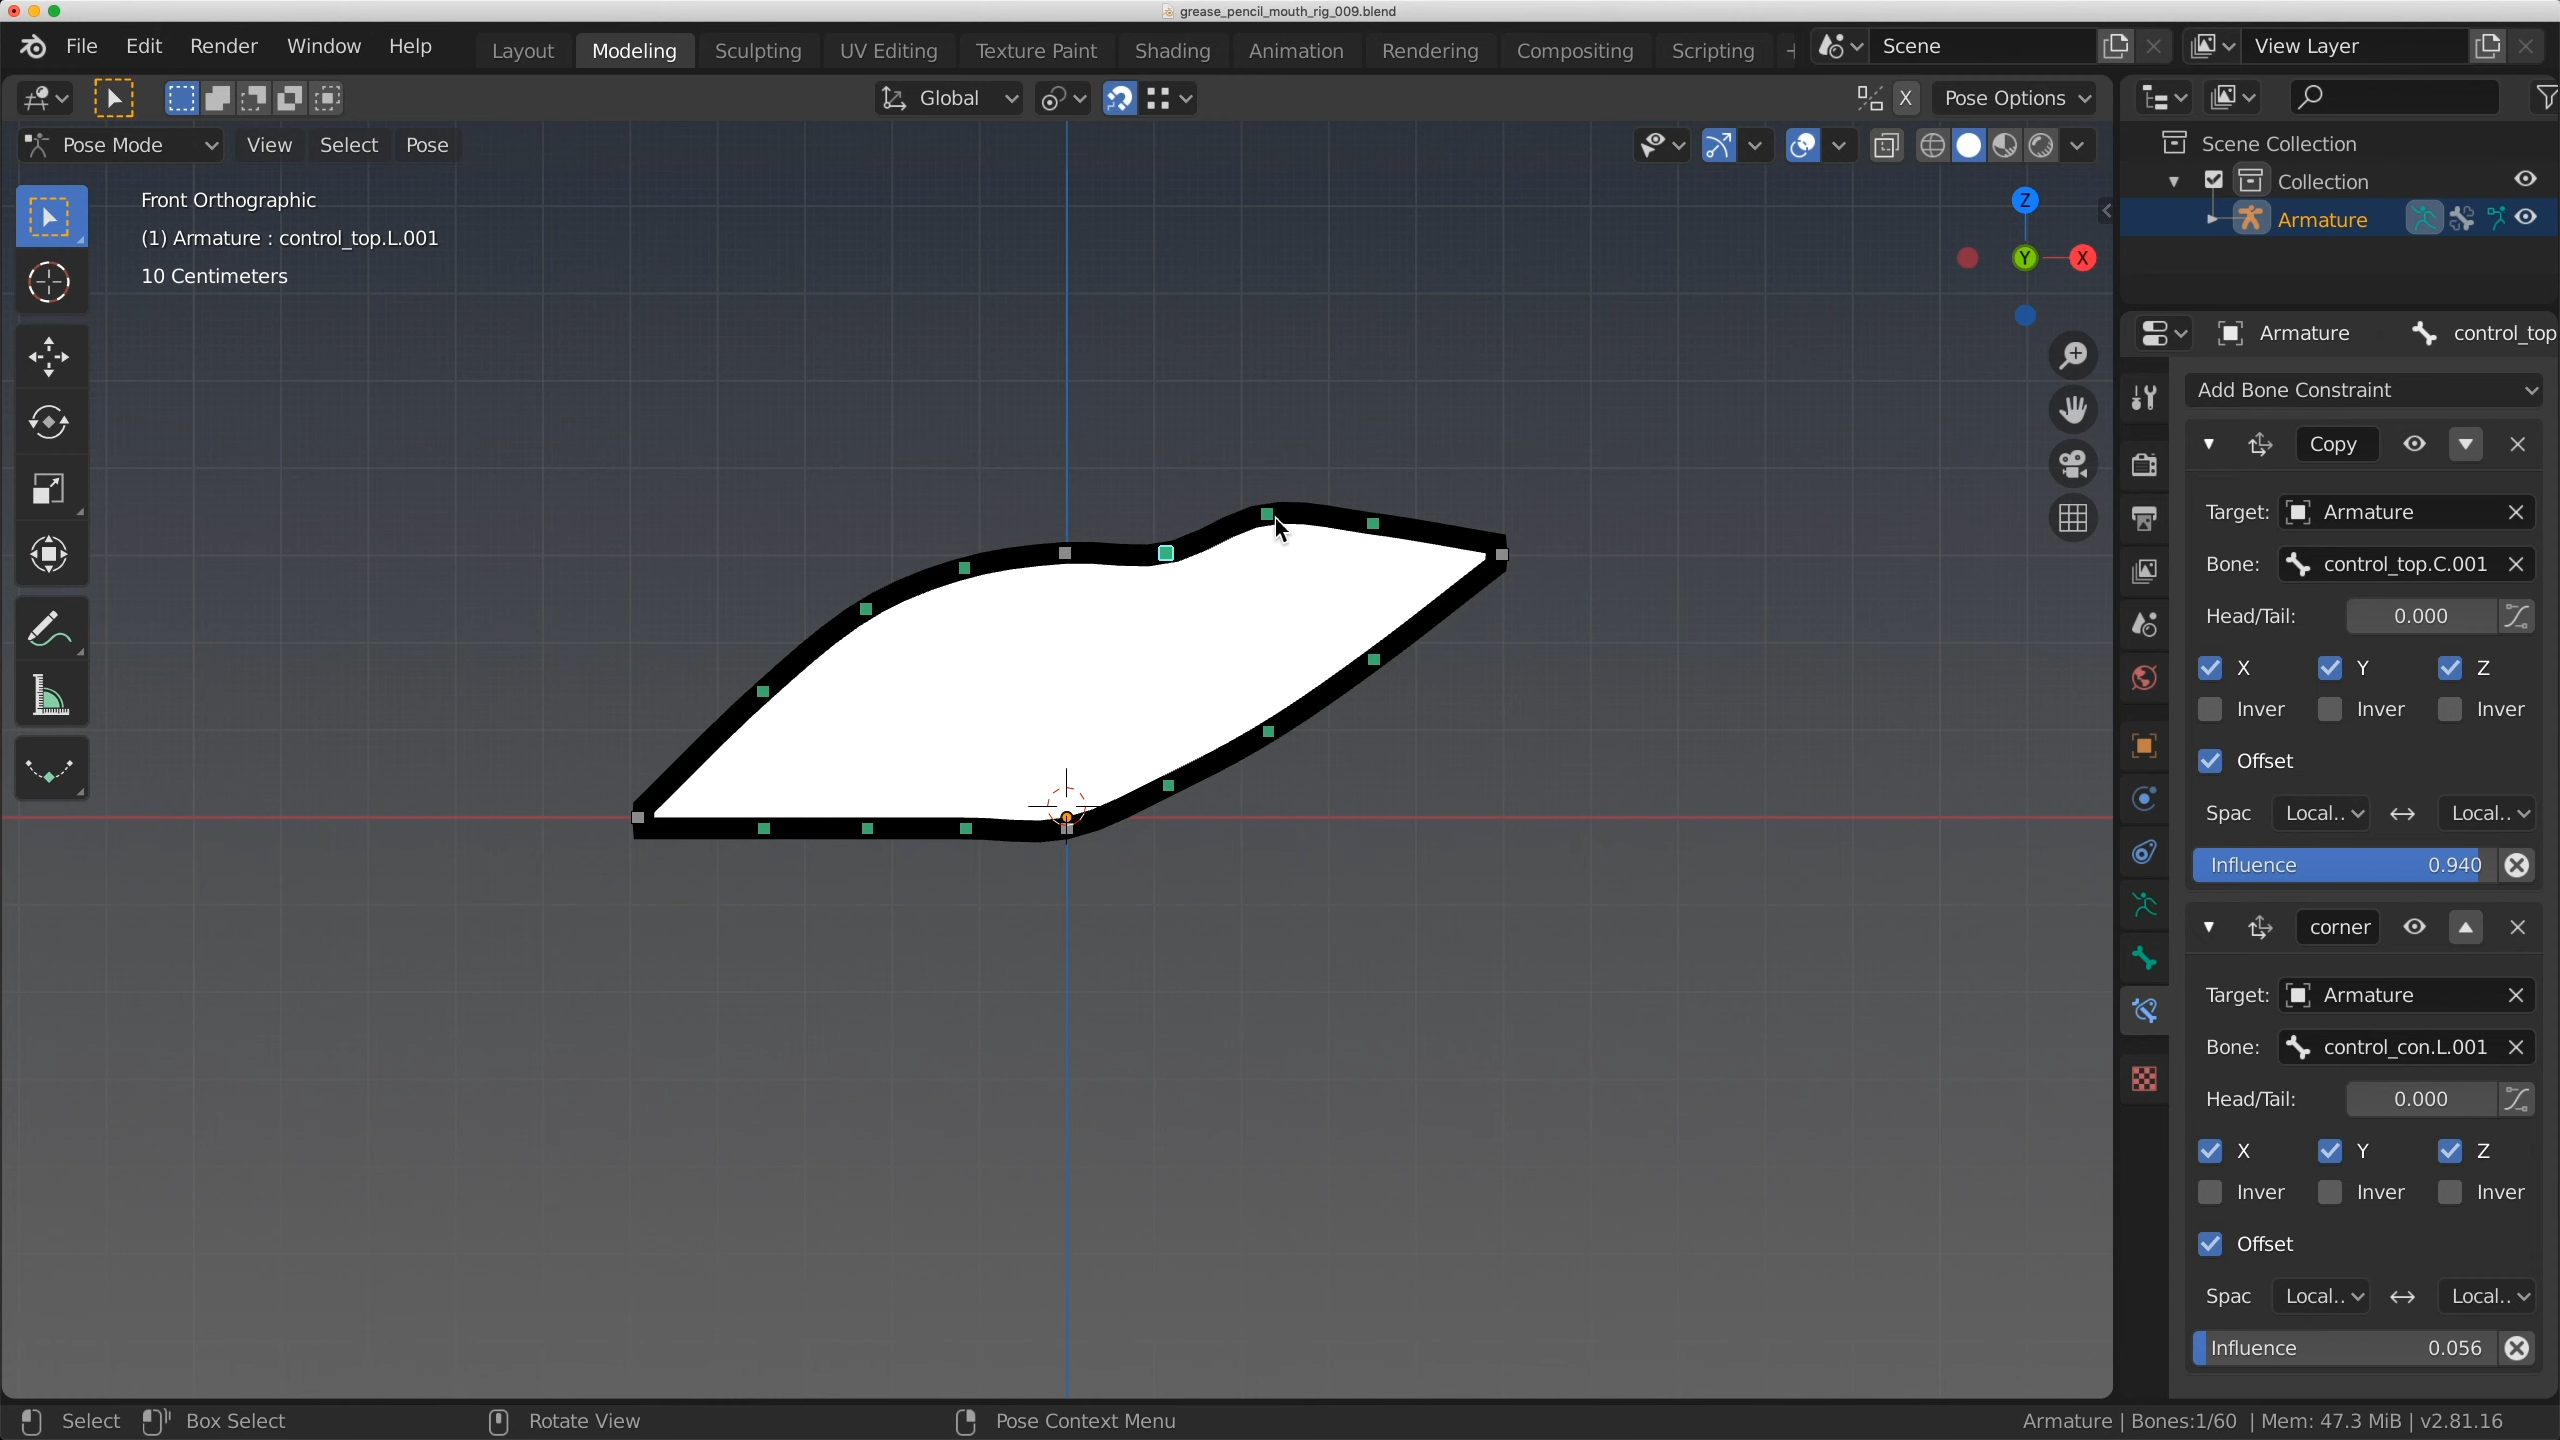 grease_pencil_mouth_rig_009.blend
File Edit Render Window Help Layout Modeling Sculpting UV Editing Texture Paint Shading Animation Rendering Compositing Scripting Scene View Layer
Global X Pose Options
Pose Mode View Select Pose
Scene Collection
Collection
Armature
Front Orthographic
(1) Armature : control_top.L.001
10 Centimeters
Z
Y
X
Armature control_top
Add Bone Constraint
Copy
Target: Armature
Bone: control_top.C.001
Head/Tail: 0.000
X Y Z
Inver Inver Inver
Offset
Spac Local.. Local..
Influence 0.940
corner
Target: Armature
Bone: control_con.L.001
Head/Tail: 0.000
X Y Z
Inver Inver Inver
Offset
Spac Local.. Local..
Influence 0.056
Select Box Select Rotate View Pose Context Menu Armature | Bones:1/60 | Mem: 47.3 MiB | v2.81.16